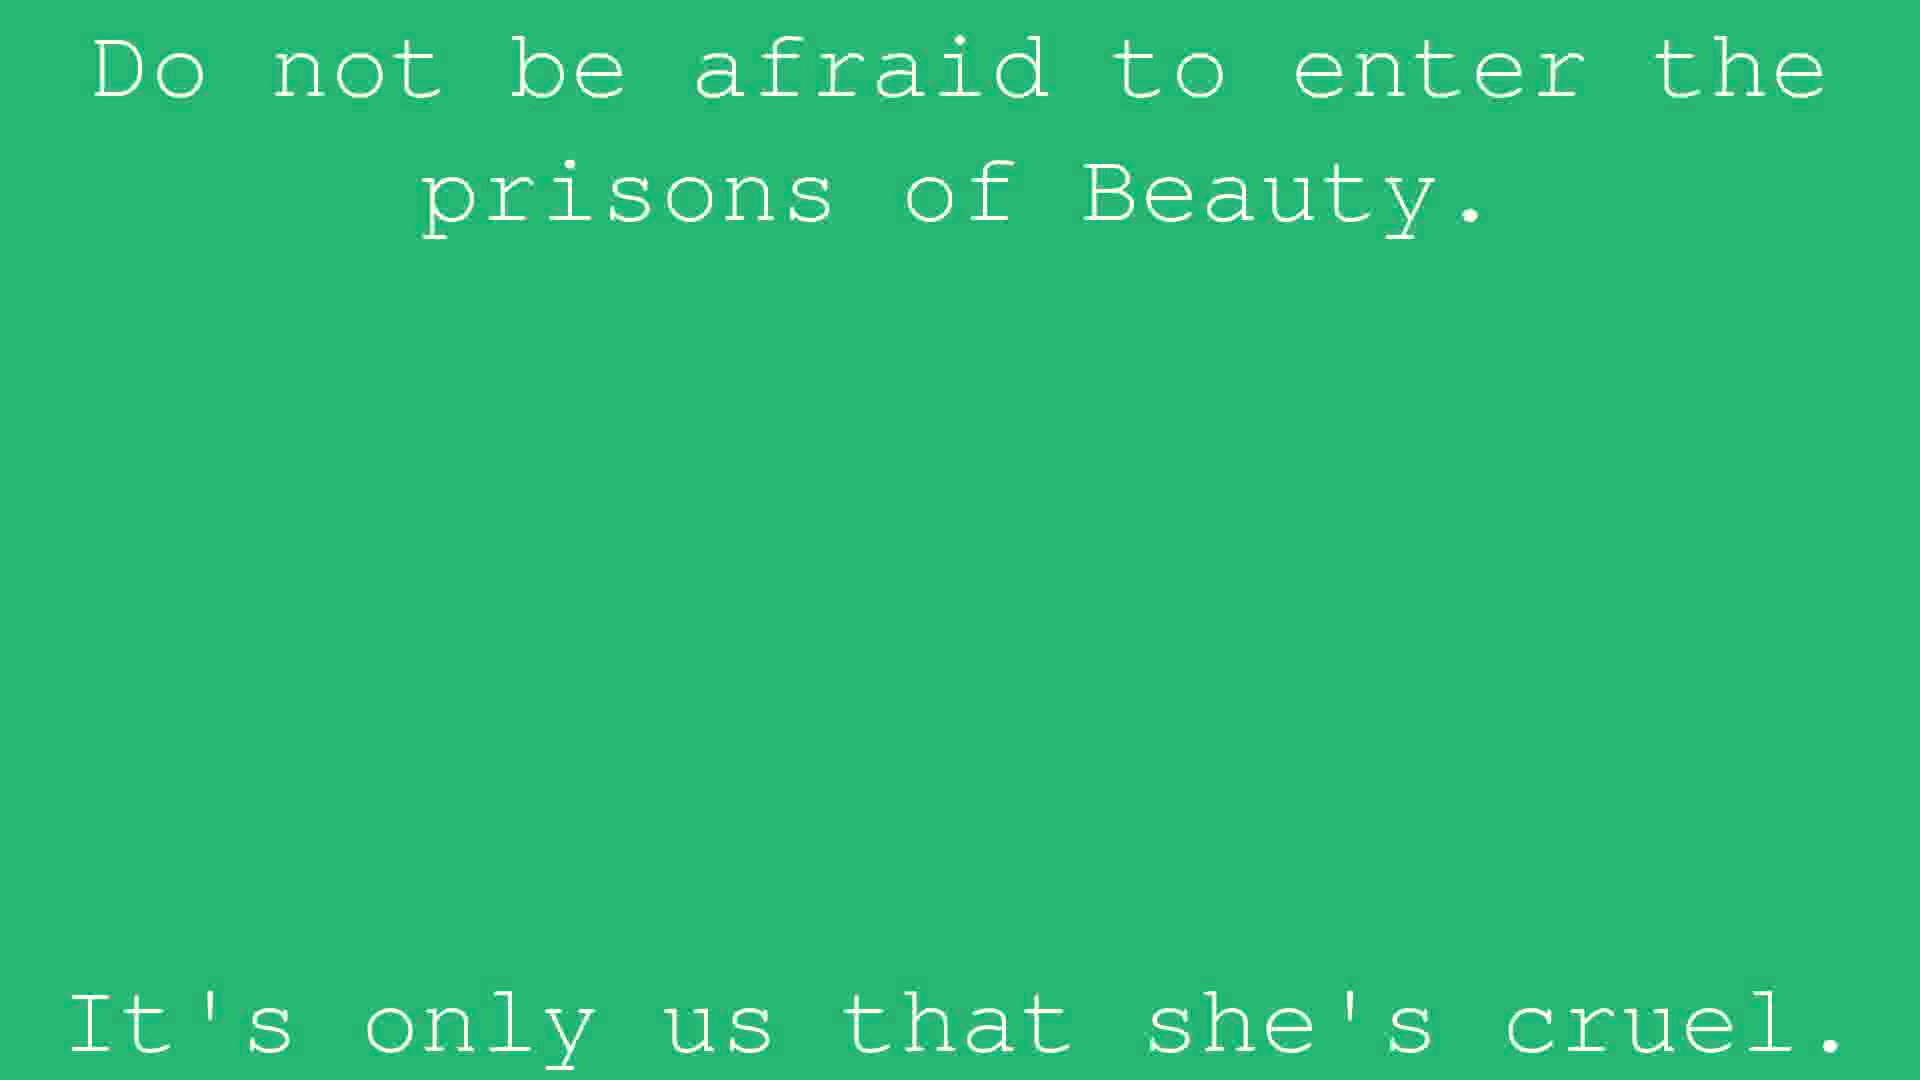 Do not be afraid to enter the
prisons of Beauty.
It's only us that she's cruel.